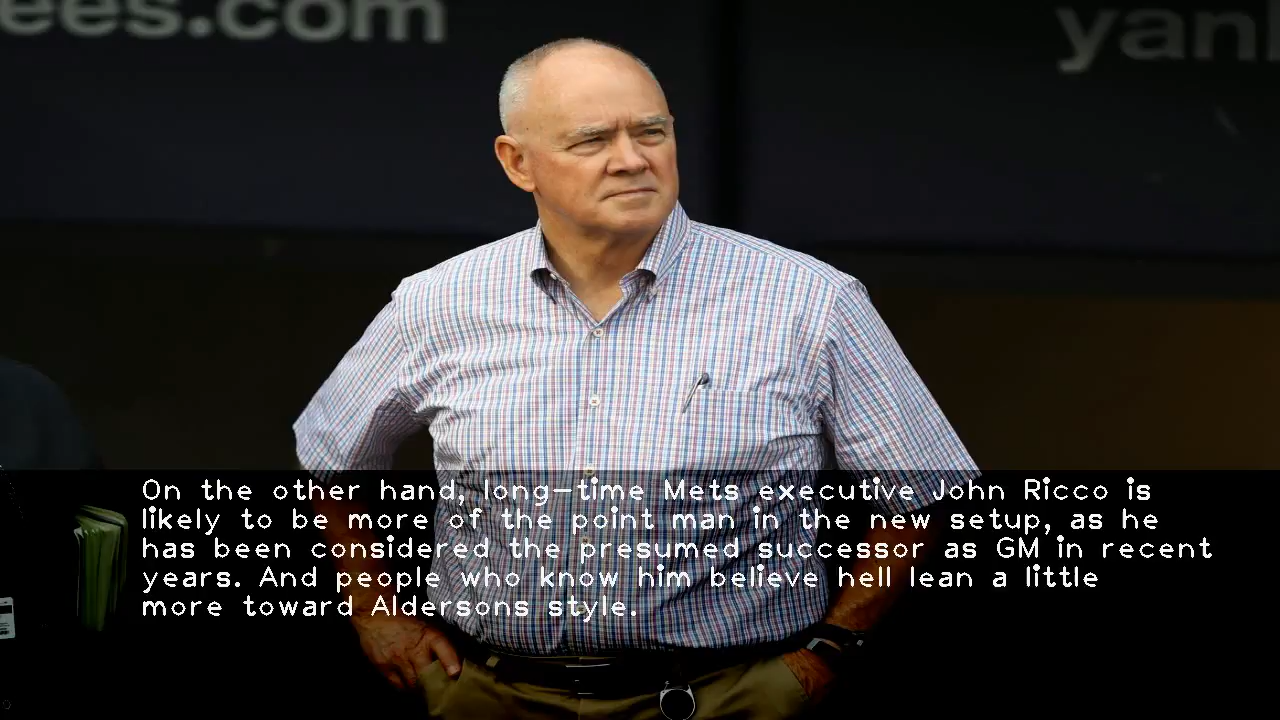 ees.com
yank
On the other hand, long-time Mets executive John Ricco is
likely to be more of the point man in the new setup, as he
has been considered the presumed successor as GM in recent
years. And people who know him believe hell lean a little
more toward Aldersons style.